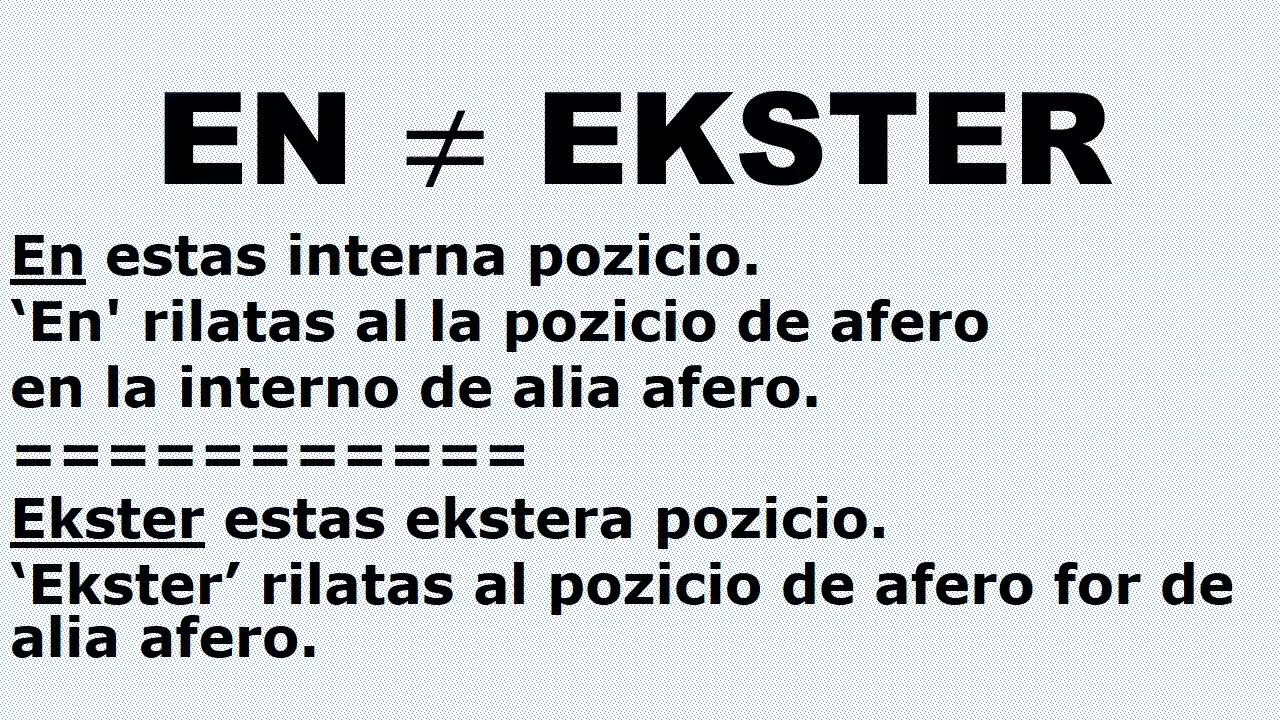 EN ≠ EKSTER
En estas interna pozicio.
‘En' rilatas al la pozicio de afero
en la interno de alia afero.
===========
Ekster estas ekstera pozicio.
‘Ekster’ rilatas al pozicio de afero for de
alia afero.